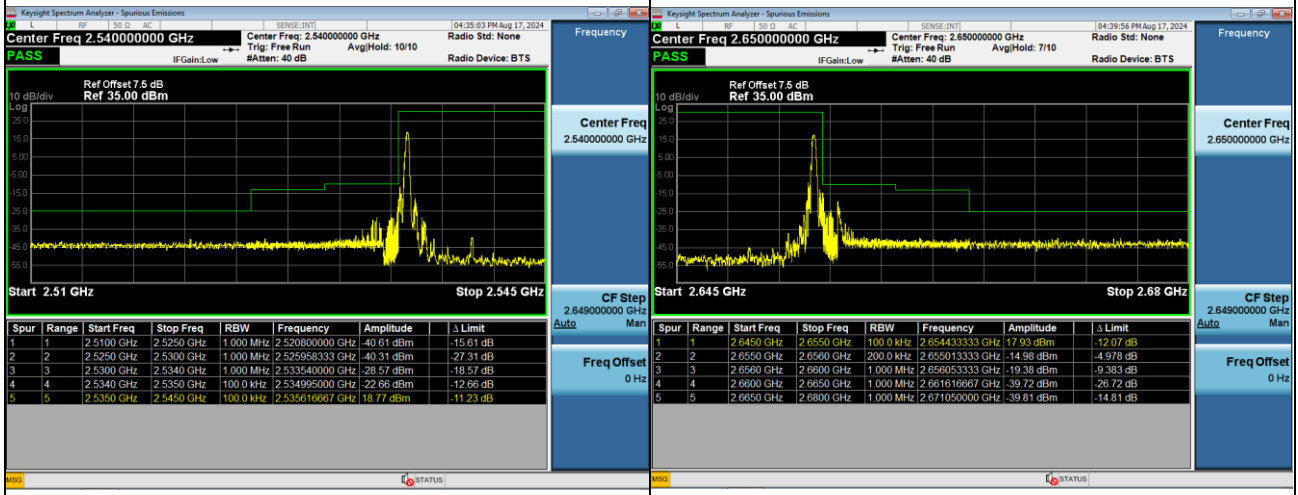 Keysight Spectrum Analyzer - Spurious Emissions
L RF 50 Ω AC SENSE:INT 04:35:03 PM Aug 17, 2024
Center Freq 2.540000000 GHz
Center Freq: 2.540000000 GHz
Radio Std: None
Trig: Free Run Avg|Hold: 10/10
PASS
IFGain:Low
#Atten: 40 dB
Radio Device: BTS
Ref Offset 7.5 dB
10 dB/div Ref 35.00 dBm
Log
25.0
15.0
5.00
-5.00
-15.0
-25.0
-35.0
-45.0
-55.0
Start 2.51 GHz Stop 2.545 GHz
Spur Range Start Freq Stop Freq RBW Frequency Amplitude Δ Limit
1 1 2.5100 GHz 2.5250 GHz 1.000 MHz 2.520800000 GHz -40.61 dBm -15.61 dB
2 2 2.5250 GHz 2.5300 GHz 1.000 MHz 2.525958333 GHz -40.31 dBm -27.31 dB
3 3 2.5300 GHz 2.5340 GHz 1.000 MHz 2.533540000 GHz -28.57 dBm -18.57 dB
4 4 2.5340 GHz 2.5350 GHz 100.0 kHz 2.534995000 GHz -22.66 dBm -12.66 dB
5 5 2.5350 GHz 2.5450 GHz 100.0 kHz 2.535616667 GHz 18.77 dBm -11.23 dB
MSG STATUS
Frequency
Center Freq
2.540000000 GHz
CF Step
2.649000000 GHz
Auto Man
Freq Offset
0 Hz
Keysight Spectrum Analyzer - Spurious Emissions
L RF 50 Ω AC SENSE:INT 04:39:56 PM Aug 17, 2024
Center Freq 2.650000000 GHz
Center Freq: 2.650000000 GHz
Radio Std: None
Trig: Free Run Avg|Hold: 7/10
PASS
IFGain:Low
#Atten: 40 dB
Radio Device: BTS
Ref Offset 7.5 dB
10 dB/div Ref 35.00 dBm
Log
25.0
15.0
5.00
-5.00
-15.0
-25.0
-35.0
-45.0
-55.0
Start 2.645 GHz Stop 2.68 GHz
Spur Range Start Freq Stop Freq RBW Frequency Amplitude Δ Limit
1 1 2.6450 GHz 2.6550 GHz 100.0 kHz 2.654433333 GHz 17.93 dBm -12.07 dB
2 2 2.6550 GHz 2.6560 GHz 200.0 kHz 2.655013333 GHz -14.98 dBm -4.978 dB
3 3 2.6560 GHz 2.6600 GHz 1.000 MHz 2.656053333 GHz -19.38 dBm -9.383 dB
4 4 2.6600 GHz 2.6650 GHz 1.000 MHz 2.661616667 GHz -39.72 dBm -26.72 dB
5 5 2.6650 GHz 2.6800 GHz 1.000 MHz 2.671050000 GHz -39.81 dBm -14.81 dB
MSG STATUS
Frequency
Center Freq
2.650000000 GHz
CF Step
2.649000000 GHz
Auto Man
Freq Offset
0 Hz